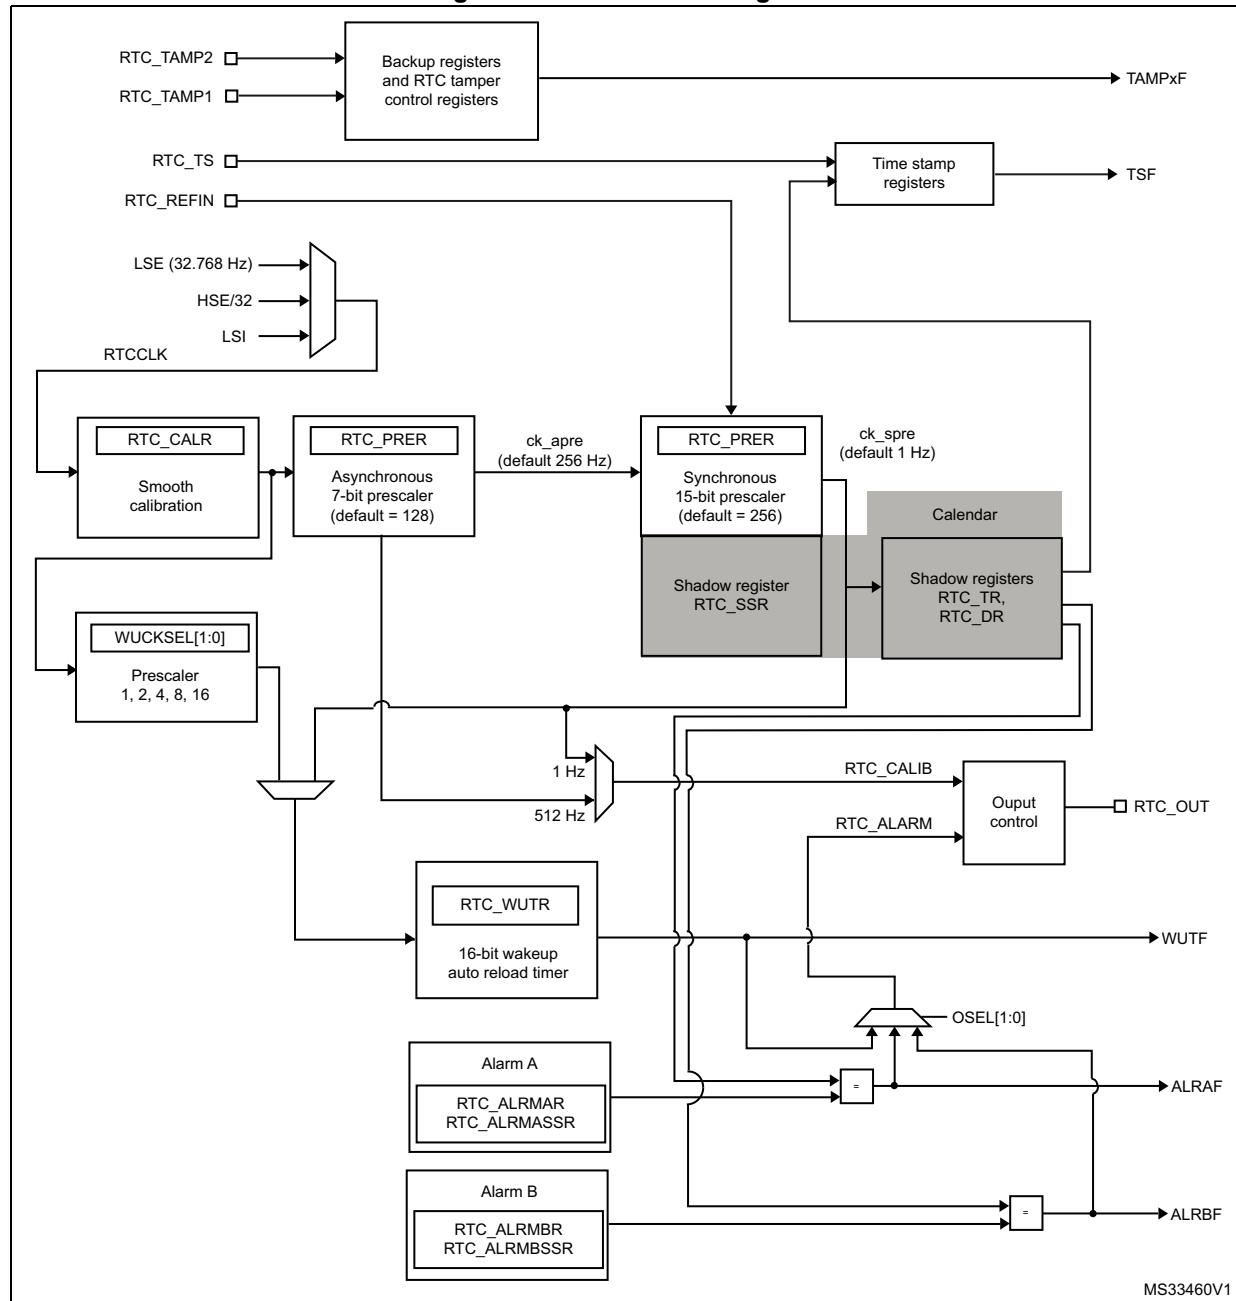 RTC_TAMP2
RTC_TAMP1
Backup registers
and RTC tamper
control registers
TAMPxF
RTC_TS
RTC_REFIN
Time stamp
registers
TSF
LSE (32.768 Hz)
HSE/32
LSI
RTCCLK
RTC_CALR
Smooth
calibration
RTC_PRER
Asynchronous
7-bit prescaler
(default = 128)
ck_apre
(default 256 Hz)
RTC_PRER
Synchronous
15-bit prescaler
(default = 256)
ck_spre
(default 1 Hz)
Calendar
Shadow register
RTC_SSR
Shadow registers
RTC_TR,
RTC_DR
WUCKSEL[1:0]
Prescaler
1, 2, 4, 8, 16
1 Hz
512 Hz
RTC_CALIB
RTC_ALARM
Ouput
control
RTC_OUT
RTC_WUTR
16-bit wakeup
auto reload timer
WUTF
OSEL[1:0]
Alarm A
RTC_ALRMAR
RTC_ALRMASSR
=
ALRAF
Alarm B
RTC_ALRMBR
RTC_ALRMBSSR
=
ALRBF
MS33460V1